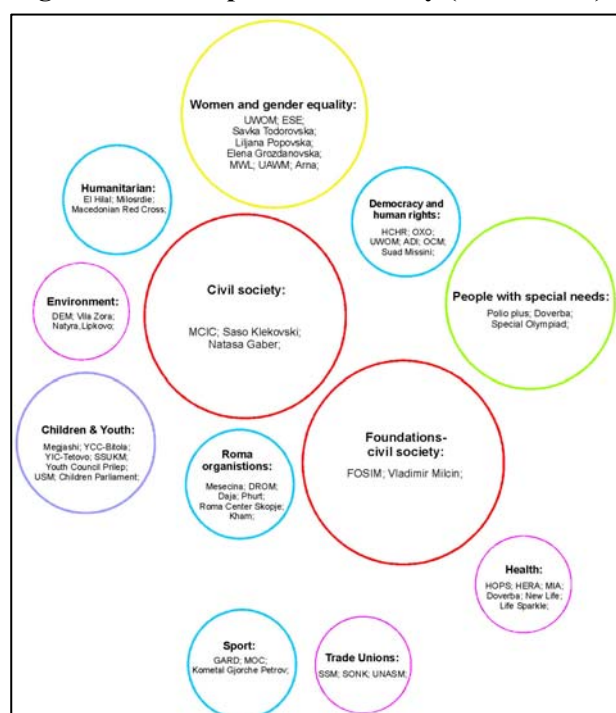 Women and gender equality:
UWOM; ESE;
Savka Todorovska;
Liljana Popovska;
Elena Grozdanovska;
MWL; UAWM; Arna;
Humanitarian:
El Hilal; Milosrdie;
Macedonian Red Cross;
Democracy and
human rights:
HCHR; OXO;
UWOM; ADI; OCM;
Suad Missini;
Civil society:
MCIC; Saso Klekovski;
Natasa Gaber;
People with special needs:
Polio plus; Doverba;
Special Olympiad;
Environment:
DEM; Vila Zora;
Natyra,Lipkovo;
Children & Youth:
Megjashi; YCC-Bitola;
YIC-Tetovo; SSUKM;
Youth Council Prilep;
USM; Children Parliament;
Roma
organistions:
Mesecina; DROM;
Daja; Phurt;
Roma Center Skopje;
Kham;
Foundations-
civil society:
FOSIM; Vladimir Milcin;
Health:
HOPS; HERA; MIA;
Doverba; New Life;
Life Sparkle;
Sport:
GARD; MOC;
Kometal Gjorche Petrov;
Trade Unions:
SSM; SONK; UNASM;